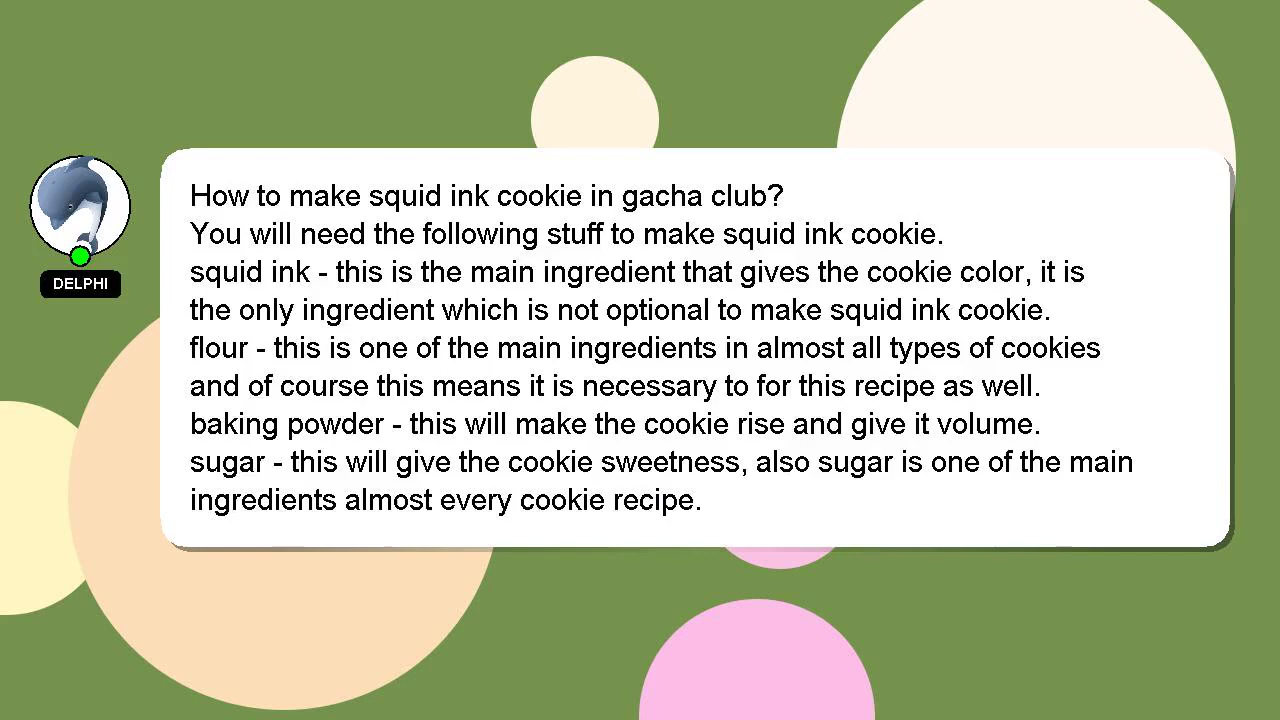 How to make squid ink cookie in gacha club?
You will need the following stuff to make squid ink cookie.
squid ink - this is the main ingredient that gives the cookie color, it is
the only ingredient which is not optional to make squid ink cookie.
flour - this is one of the main ingredients in almost all types of cookies
and of course this means it is necessary to for this recipe as well.
baking powder - this will make the cookie rise and give it volume.
sugar - this will give the cookie sweetness, also sugar is one of the main
ingredients almost every cookie recipe.
DELPHI